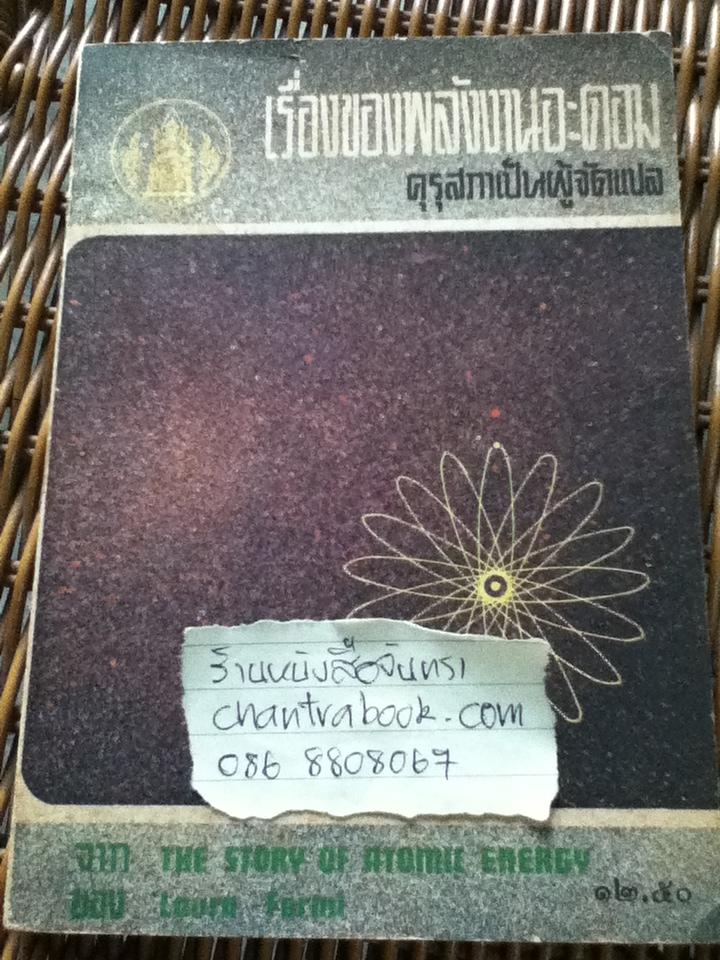 เรื่องของพลังงานอะตอม
คุรุสภาเป็นผู้จัดแปล
ร้านหนังสือจันทรา
chantrabook.com
086 8808067
จาก THE STORY OF ATOMIC ENERGY
ของ Laura Fermi
๑๒.๕๐